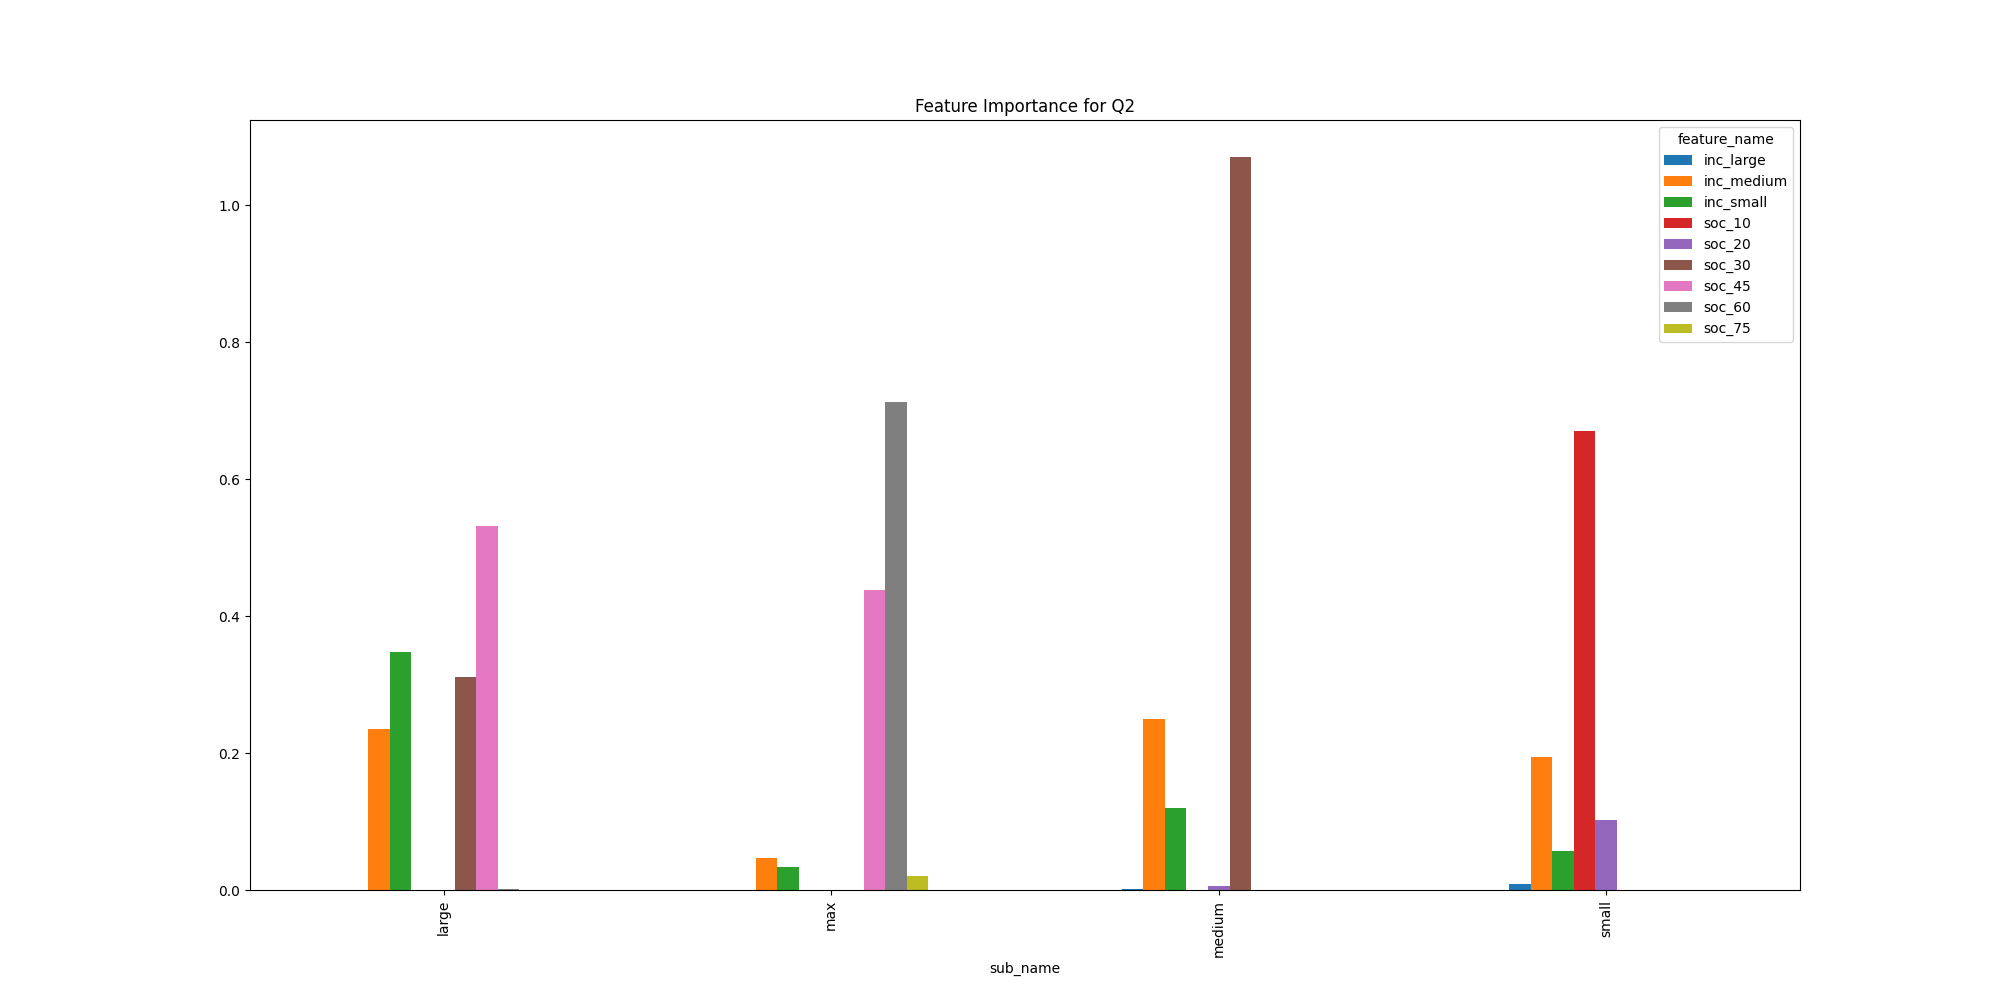 Feature Importance for Q2
feature_name
inc_large
inc_medium
inc_small
soc_10
soc_20
soc_30
soc_45
soc_60
soc_75
1.0
0.8
0.6
0.4
0.2
0.0
large
max
medium
small
sub_name